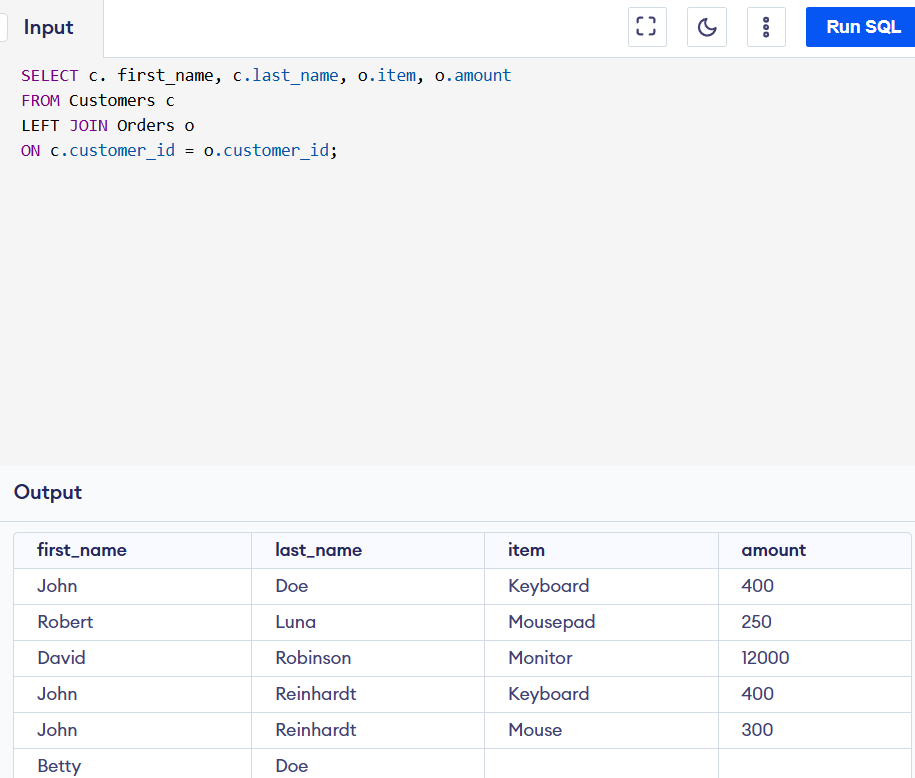 Input
Run SQL
SELECT c. first_name, c.last_name, o.item, o.amount
FROM Customers c
LEFT JOIN Orders o
ON c.customer_id = o.customer_id;
Output
first_name last_name item amount
John Doe Keyboard 400
Robert Luna Mousepad 250
David Robinson Monitor 12000
John Reinhardt Keyboard 400
John Reinhardt Mouse 300
Betty Doe